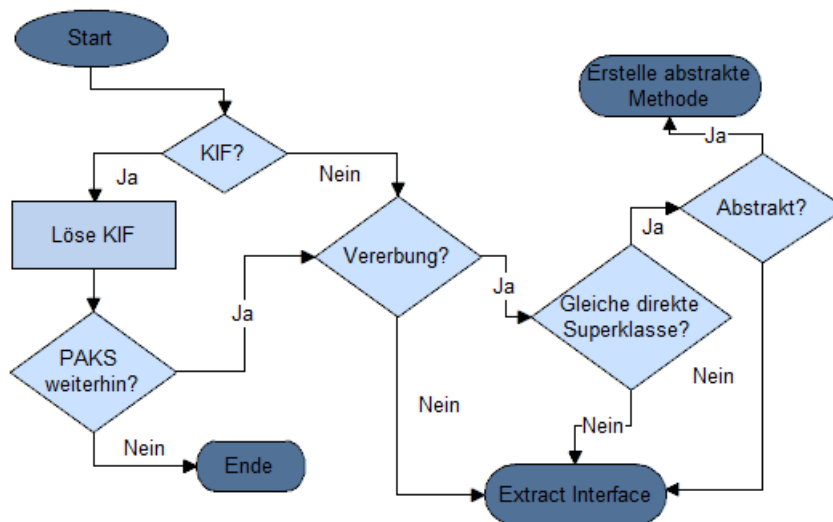 Start
Erstelle abstrakte
Methode
Ja
KIF?
Ja
Nein
Abstrakt?
Löse KIF
Ja
Vererbung?
Ja
Gleiche direkte
Superklasse?
Ja
PAKS
weiterhin?
Nein
Nein
Nein
Nein
Ende
Extract Interface